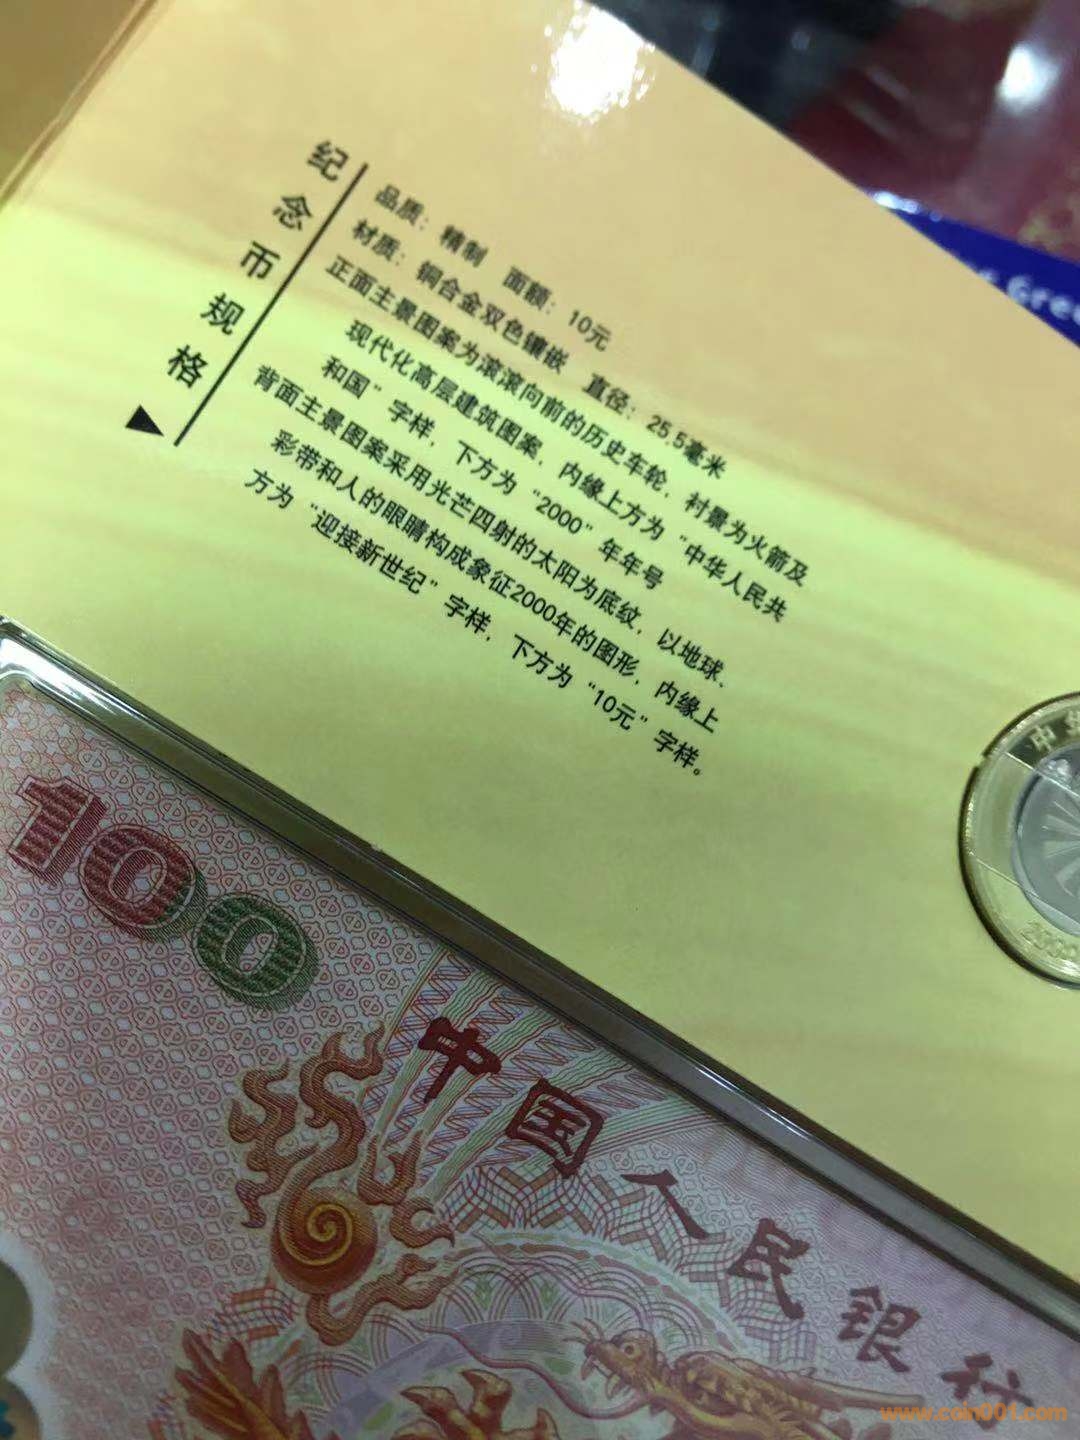 纪念币规格
品质：精制 面额：10元
材质：铜合金双色镶嵌 直径：25.5毫米
正面主景图案为滚滚向前的历史车轮，衬景为火箭及
现代化高层建筑图案，内缘上方为“中华人民共
和国”字样，下方为“2000”年年号
背面主景图案采用光芒四射的太阳为底纹，以地球、
彩带和人的眼睛构成象征2000年的图形，内缘上
方为“迎接新世纪”字样，下方为“10元”字样。
中华
2000
100
中国人民银行
www.coin001.com